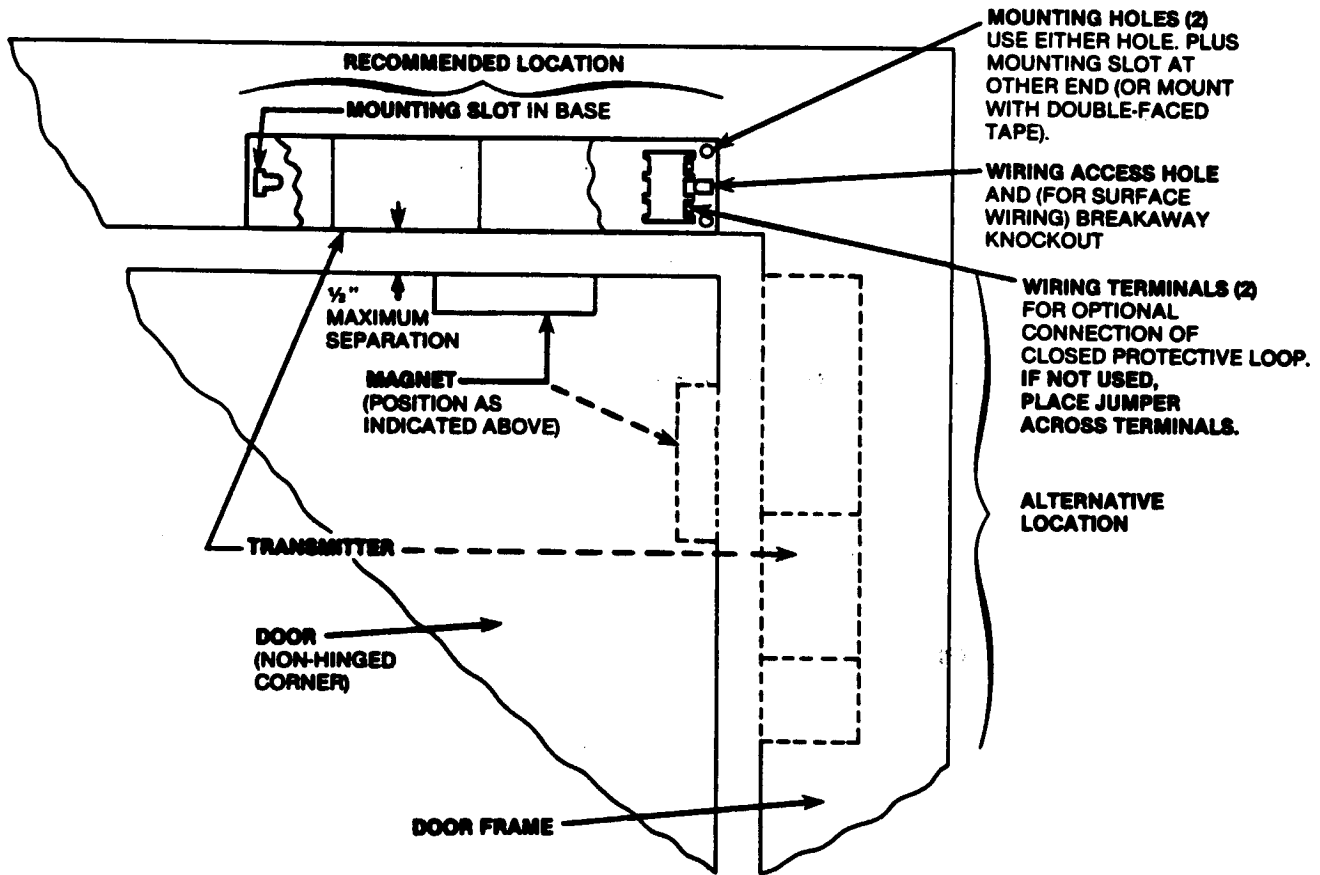 RECOMMENDED LOCATION
MOUNTING SLOT IN BASE
MOUNTING HOLES (2)
USE EITHER HOLE. PLUS
MOUNTING SLOT AT
OTHER END (OR MOUNT
WITH DOUBLE-FACED
TAPE).
WIRING ACCESS HOLE
AND (FOR SURFACE
WIRING) BREAKAWAY
KNOCKOUT
WIRING TERMINALS (2)
FOR OPTIONAL
CONNECTION OF
CLOSED PROTECTIVE LOOP.
IF NOT USED,
PLACE JUMPER
ACROSS TERMINALS.
½"
MAXIMUM
SEPARATION
MAGNET
(POSITION AS
INDICATED ABOVE)
ALTERNATIVE
LOCATION
TRANSMITTER
DOOR
(NON-HINGED
CORNER)
DOOR FRAME